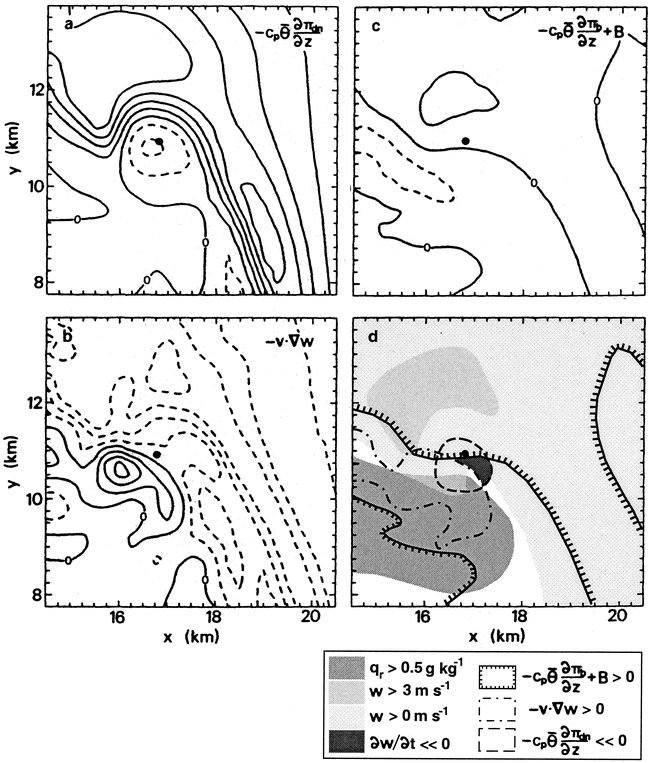 a
−c_p θ̄ ∂π_dn/∂z
12
10
8
y (km)
0
0
0
c
−c_p θ̄ ∂π_b/∂z + B
0
0
0
b
−v·∇w
12
10
8
y (km)
0
0
0
16
18
20
x (km)
d
16
18
20
x (km)
q_r > 0.5 g kg⁻¹
w > 3 m s⁻¹
w > 0 m s⁻¹
∂w/∂t << 0
−c_p θ̄ ∂π_b/∂z + B > 0
−v·∇w > 0
−c_p θ̄ ∂π_dn/∂z << 0